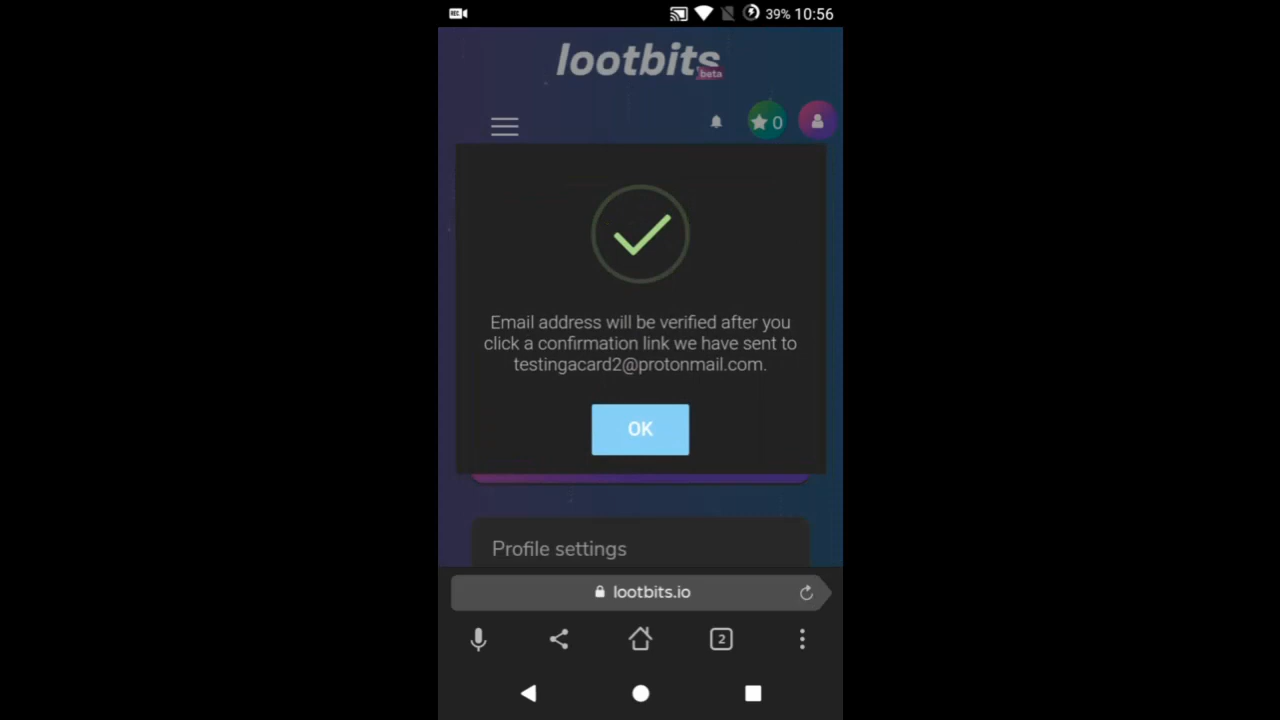 REC
39% 10:56
lootbits
beta
0
Email address will be verified after you
click a confirmation link we have sent to
testingacard2@protonmail.com.
OK
Profile settings
lootbits.io
2